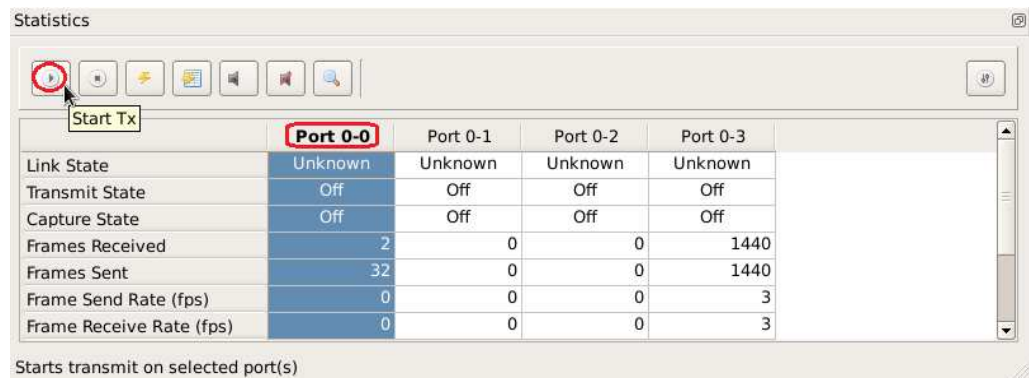 Statistics
Start Tx
Port 0-0 Port 0-1 Port 0-2 Port 0-3
Link State Unknown Unknown Unknown Unknown
Transmit State Off Off Off Off
Capture State Off Off Off Off
Frames Received 2 0 0 1440
Frames Sent 32 0 0 1440
Frame Send Rate (fps) 0 0 0 3
Frame Receive Rate (fps) 0 0 0 3
Starts transmit on selected port(s)